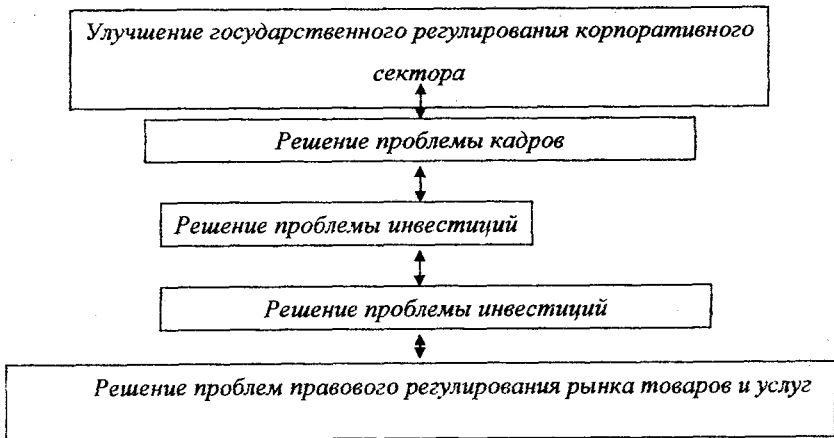 Улучшение государственного регулирования корпоративного
сектора
Решение проблемы кадров
Решение проблемы инвестиций
Решение проблемы инвестиций
Решение проблем правового регулирования рынка товаров и услуг